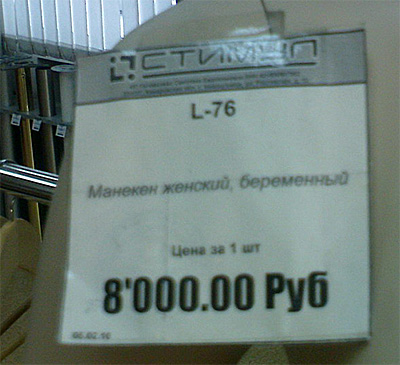 СТИМУЛ
L-76
Манекен женский, беременный
Цена за 1 шт
8'000.00 Руб